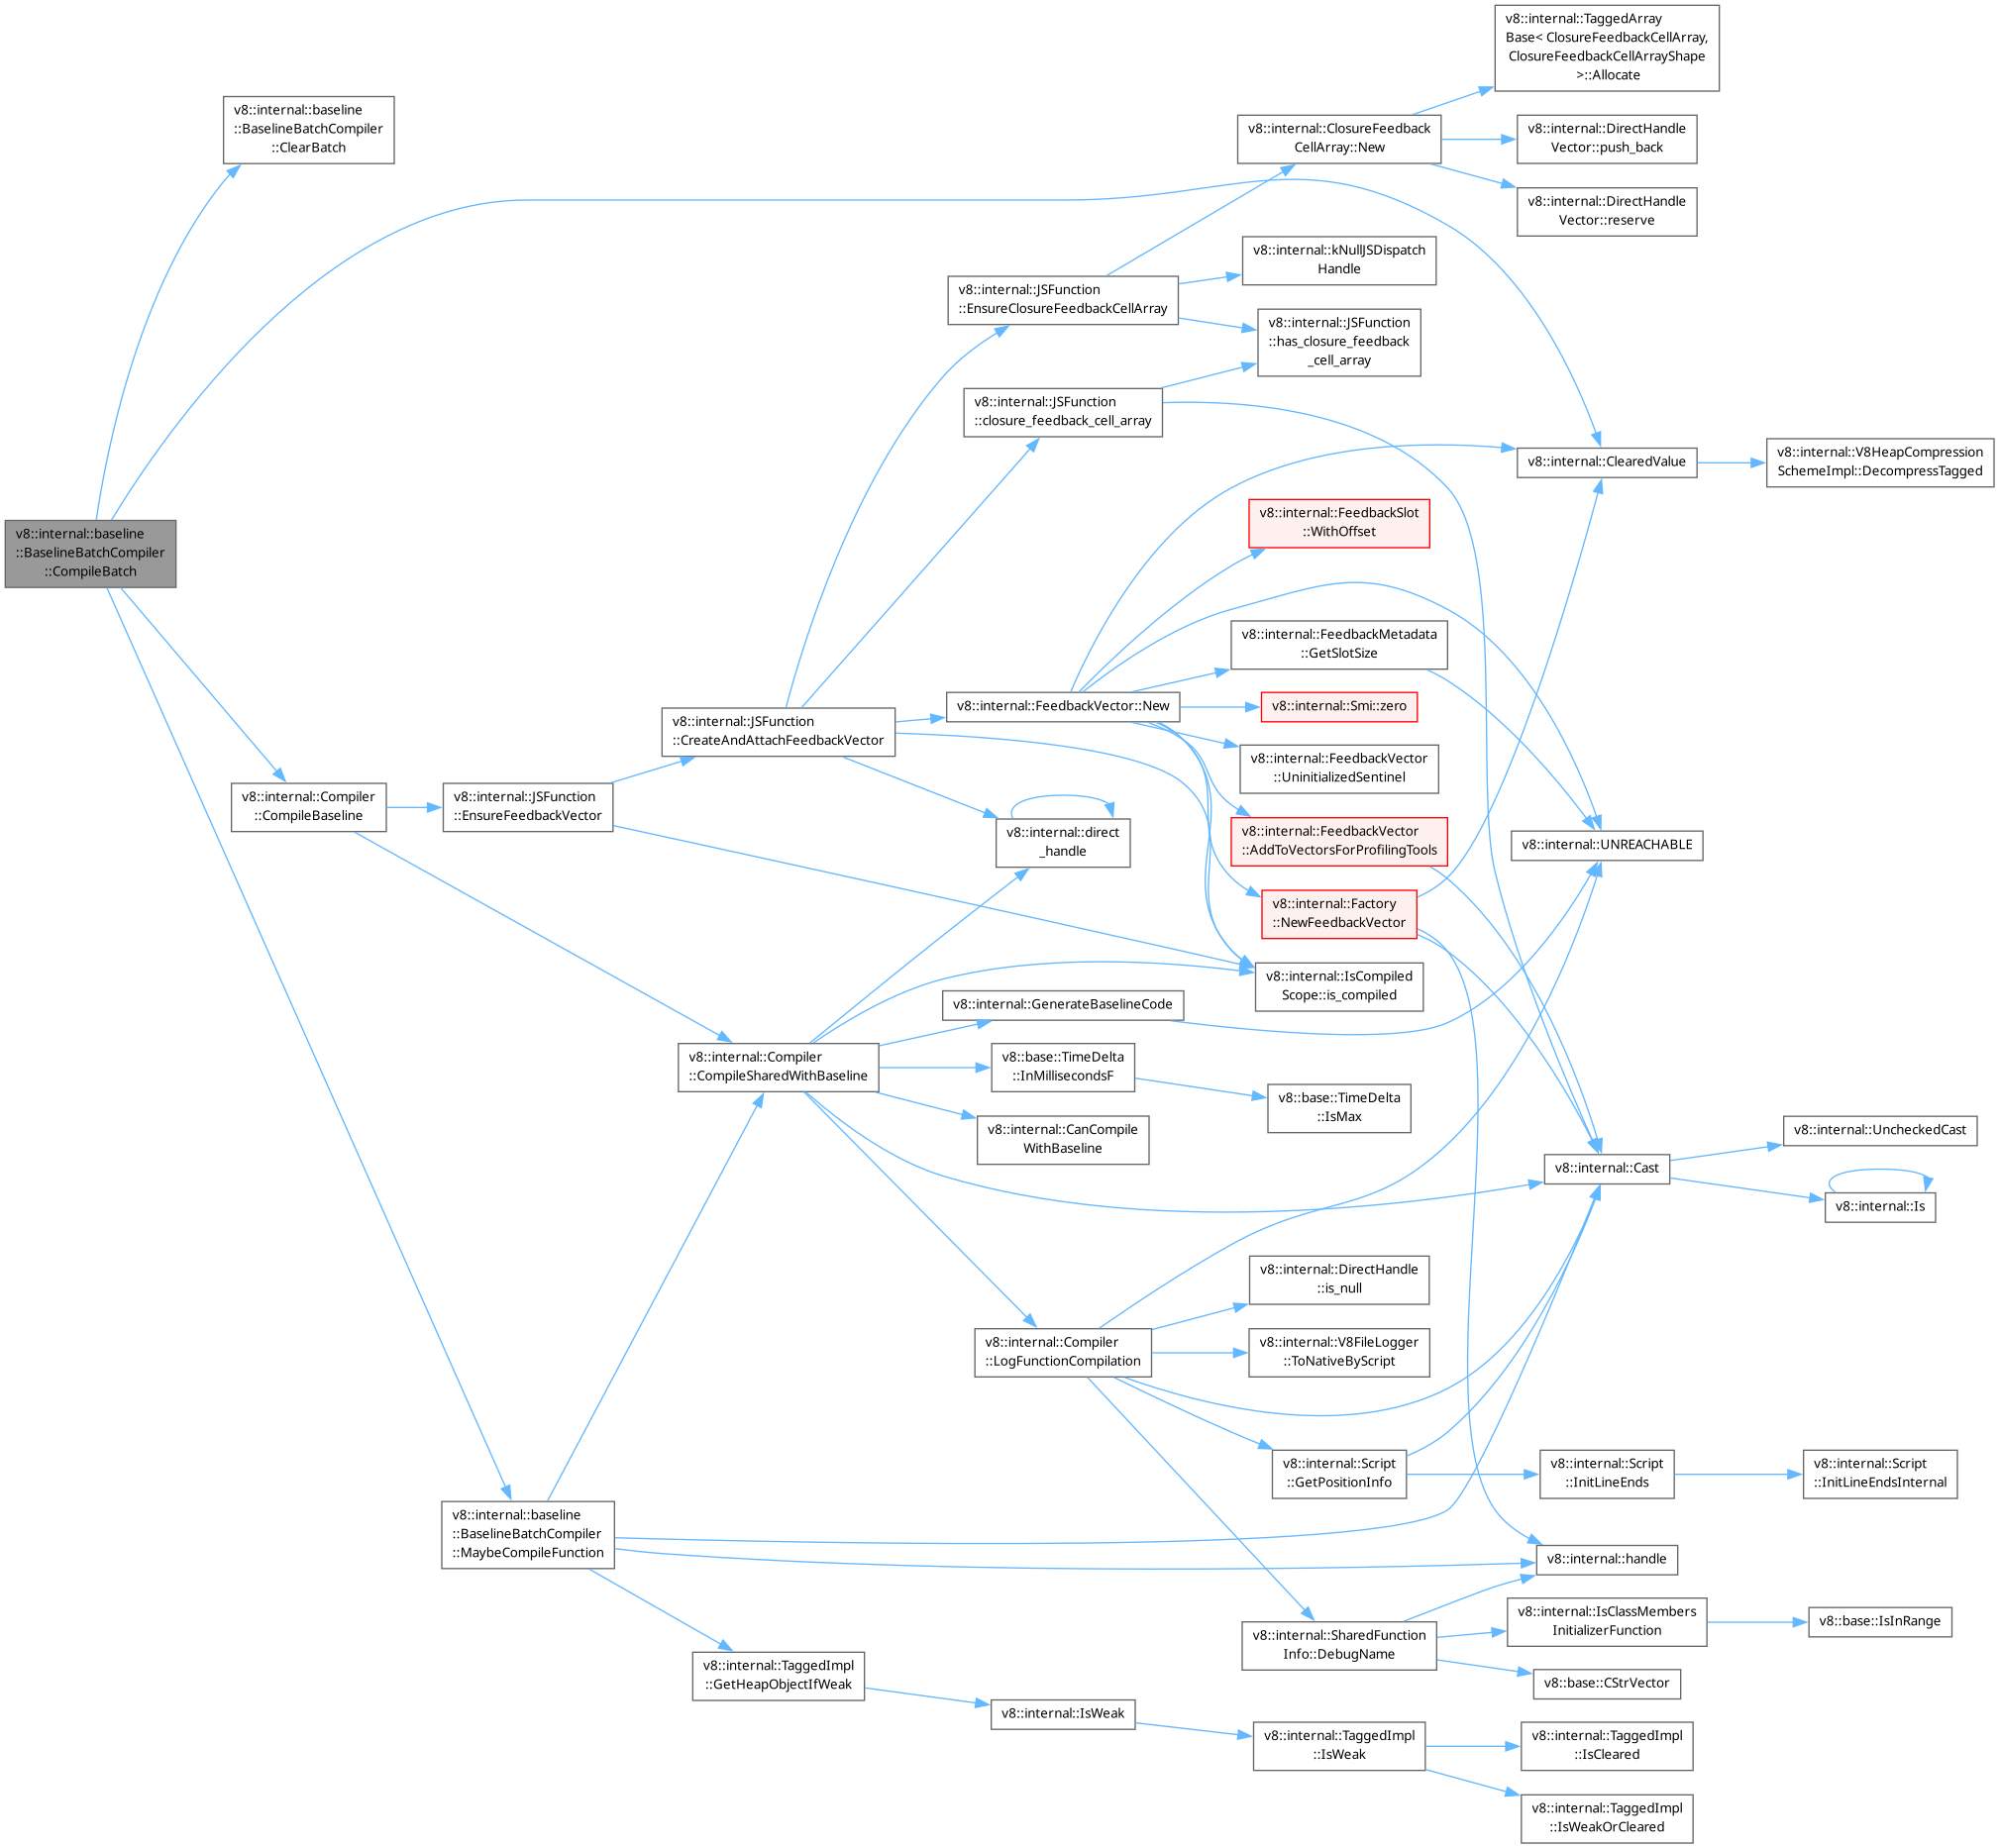 v8::internal::baseline
::BaselineBatchCompiler
::CompileBatch
v8::internal::baseline
::BaselineBatchCompiler
::ClearBatch
v8::internal::Compiler
::CompileBaseline
v8::internal::JSFunction
::EnsureFeedbackVector
v8::internal::baseline
::BaselineBatchCompiler
::MaybeCompileFunction
v8::internal::JSFunction
::CreateAndAttachFeedbackVector
v8::internal::Compiler
::CompileSharedWithBaseline
v8::internal::TaggedImpl
::GetHeapObjectIfWeak
v8::internal::JSFunction
::EnsureClosureFeedbackCellArray
v8::internal::JSFunction
::closure_feedback_cell_array
v8::internal::FeedbackVector::New
v8::internal::direct
_handle
v8::internal::GenerateBaselineCode
v8::base::TimeDelta
::InMillisecondsF
v8::internal::CanCompile
WithBaseline
v8::internal::Compiler
::LogFunctionCompilation
v8::internal::IsWeak
v8::internal::ClosureFeedback
CellArray::New
v8::internal::kNullJSDispatch
Handle
v8::internal::JSFunction
::has_closure_feedback
_cell_array
v8::internal::FeedbackSlot
::WithOffset
v8::internal::FeedbackMetadata
::GetSlotSize
v8::internal::Smi::zero
v8::internal::FeedbackVector
::UninitializedSentinel
v8::internal::FeedbackVector
::AddToVectorsForProfilingTools
v8::internal::Factory
::NewFeedbackVector
v8::internal::IsCompiled
Scope::is_compiled
v8::base::TimeDelta
::IsMax
v8::internal::DirectHandle
::is_null
v8::internal::V8FileLogger
::ToNativeByScript
v8::internal::Script
::GetPositionInfo
v8::internal::SharedFunction
Info::DebugName
v8::internal::TaggedImpl
::IsWeak
v8::internal::TaggedArray
Base< ClosureFeedbackCellArray,
ClosureFeedbackCellArrayShape
>::Allocate
v8::internal::DirectHandle
Vector::push_back
v8::internal::DirectHandle
Vector::reserve
v8::internal::ClearedValue
v8::internal::UNREACHABLE
v8::internal::Cast
v8::internal::Script
::InitLineEnds
v8::internal::handle
v8::internal::IsClassMembers
InitializerFunction
v8::base::CStrVector
v8::internal::TaggedImpl
::IsCleared
v8::internal::TaggedImpl
::IsWeakOrCleared
v8::internal::V8HeapCompression
SchemeImpl::DecompressTagged
v8::internal::UncheckedCast
v8::internal::Is
v8::internal::Script
::InitLineEndsInternal
v8::base::IsInRange